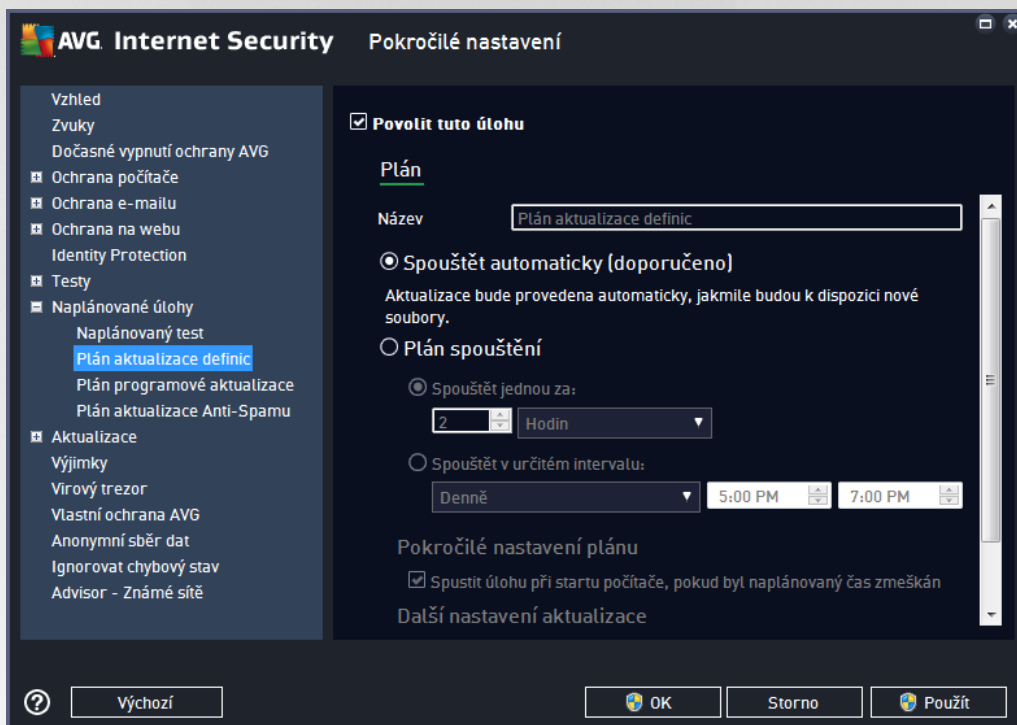 AVG. Internet Security
Pokročilé nastavení
Vzhled
Zvuky
Dočasné vypnutí ochrany AVG
Ochrana počítače
Ochrana e-mailu
Ochrana na webu
Identity Protection
Testy
Naplánované úlohy
Naplánovaný test
Plán aktualizace definic
Plán programové aktualizace
Plán aktualizace Anti-Spamu
Aktualizace
Výjimky
Virový trezor
Vlastní ochrana AVG
Anonymní sběr dat
Ignorovat chybový stav
Advisor - Známé sítě
Povolit tuto úlohu
Plán
Název Plán aktualizace definic
Spouštět automaticky (doporučeno)
Aktualizace bude provedena automaticky, jakmile budou k dispozici nové
soubory.
Plán spouštění
Spouštět jednou za:
2 Hodin
Spouštět v určitém intervalu:
Denně 5:00 PM 7:00 PM
Pokročilé nastavení plánu
Spustit úlohu při startu počítače, pokud byl naplánovaný čas zmeškán
Další nastavení aktualizace
? Výchozí OK Storno Použít